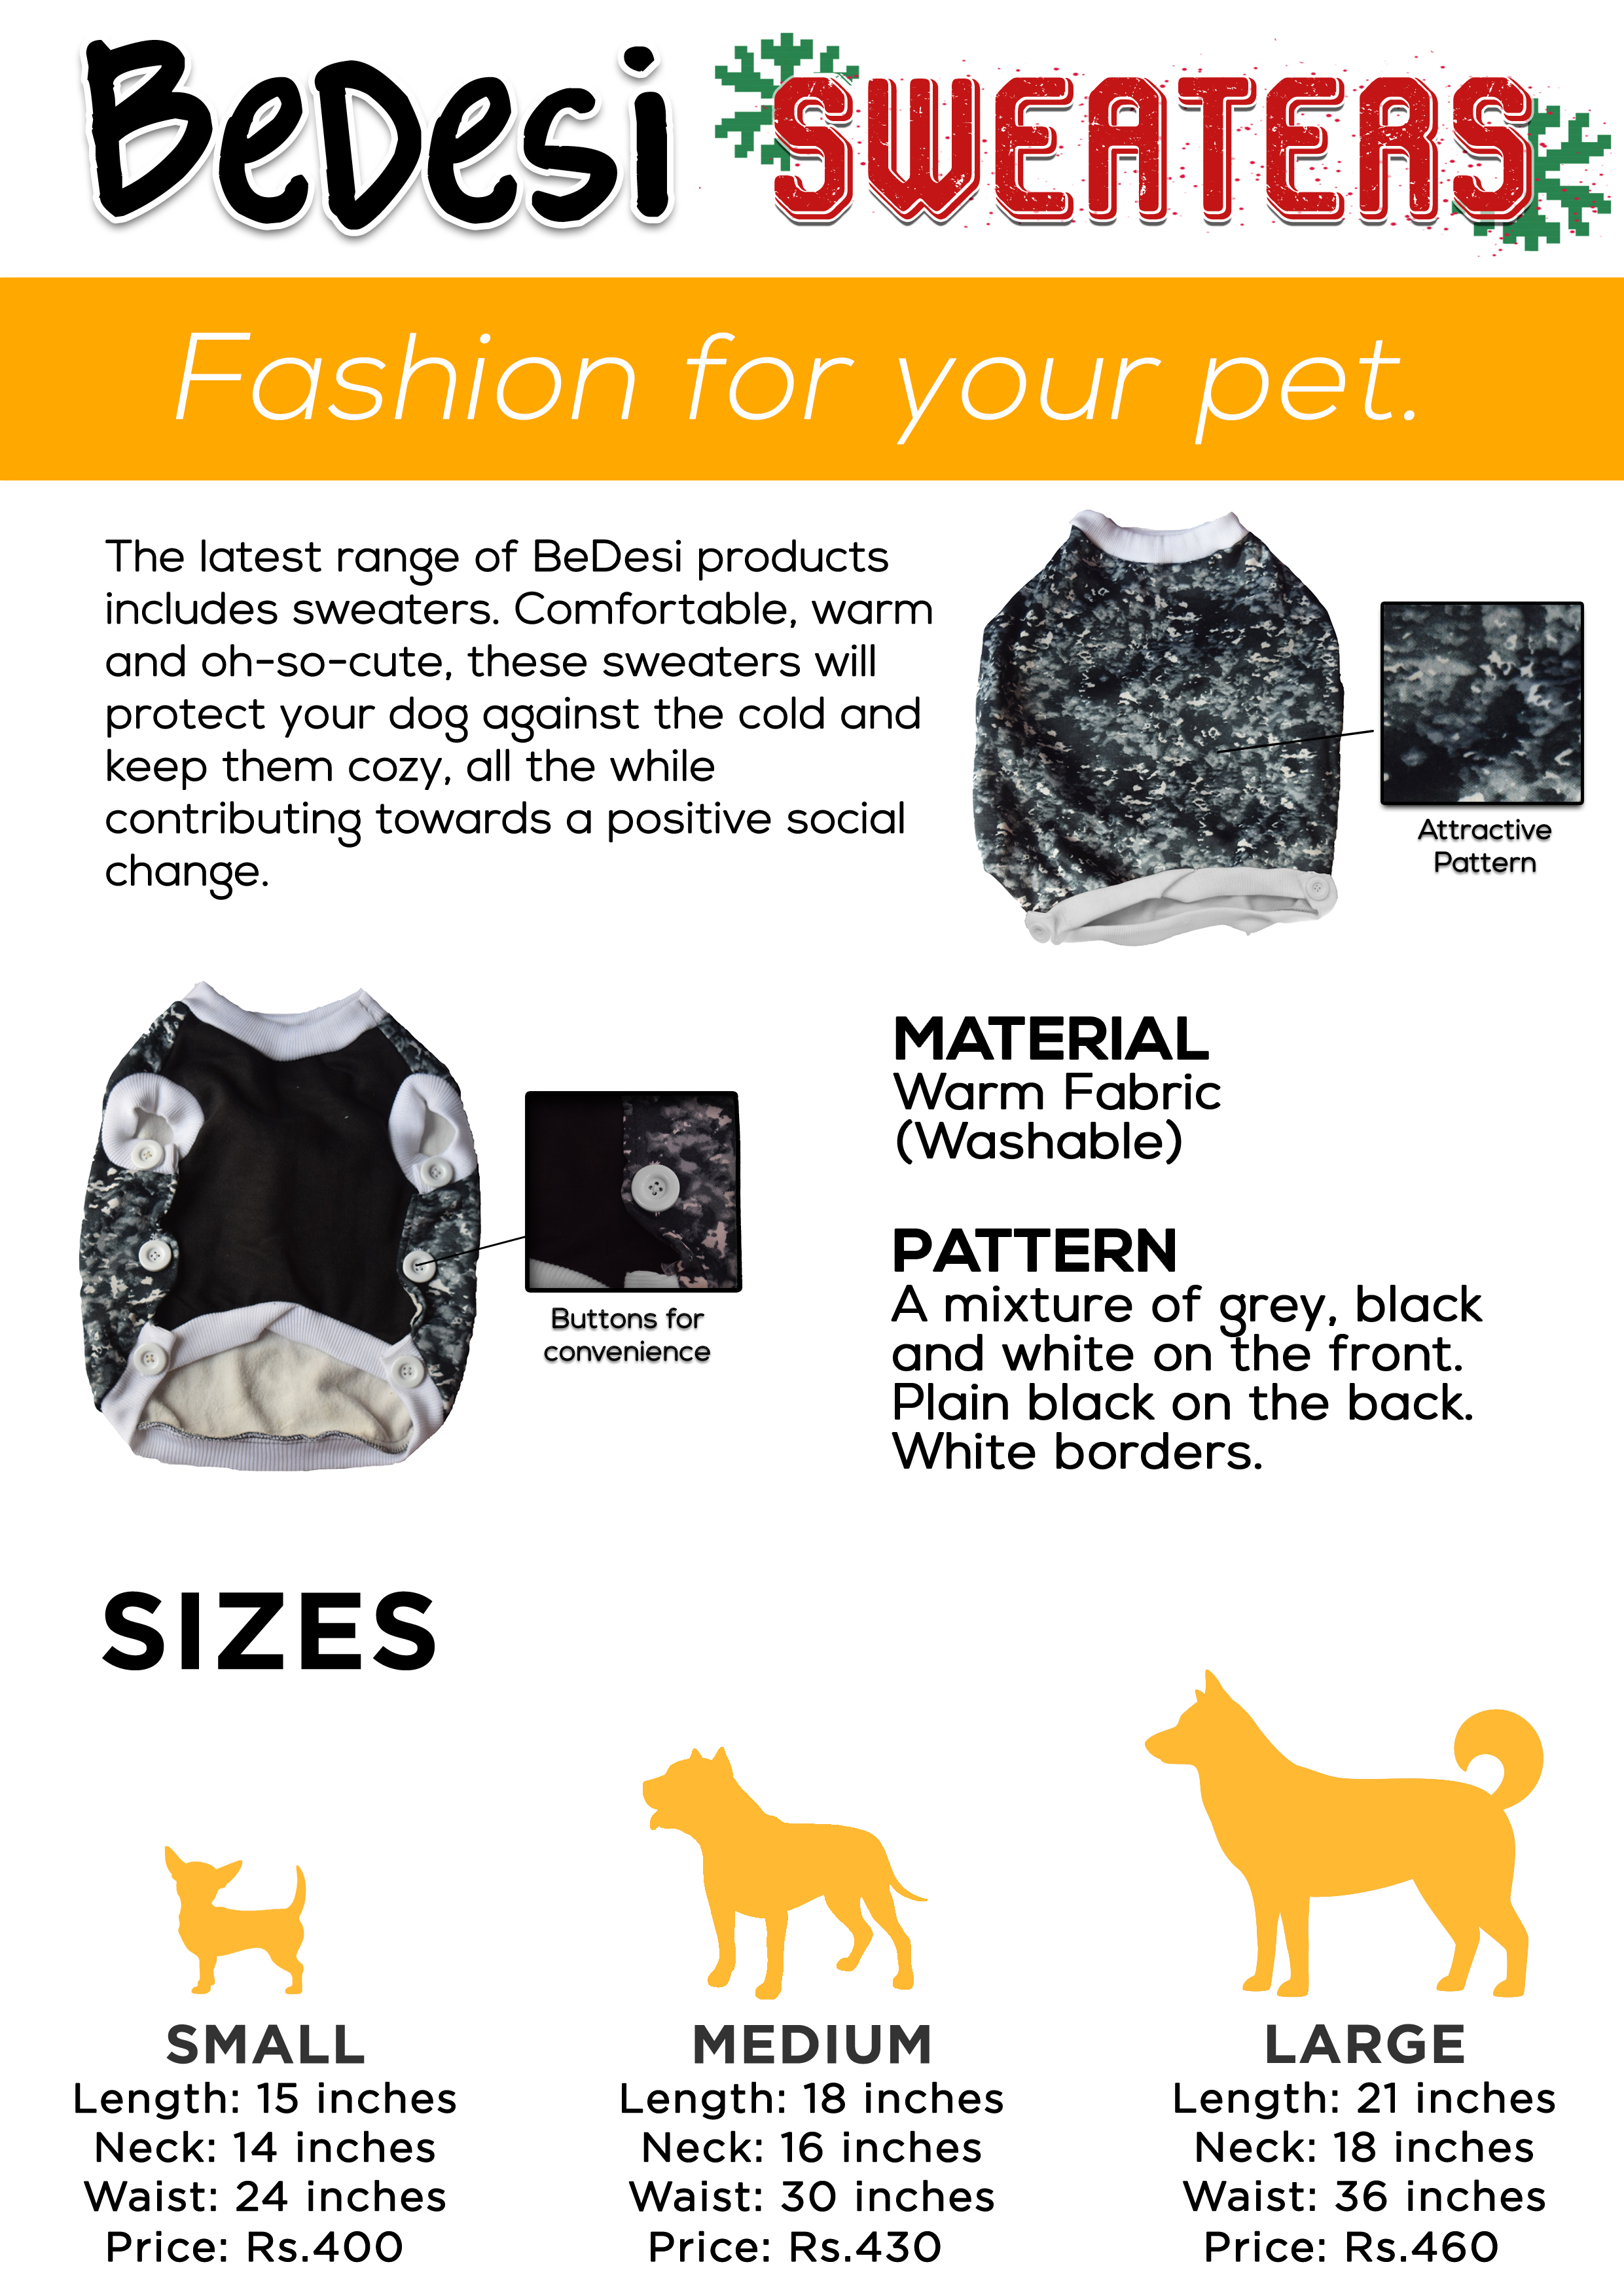 BeDesi SWEATERS
Fashion for your pet.
The latest range of BeDesi products
includes sweaters. Comfortable, warm
and oh-so-cute, these sweaters will
protect your dog against the cold and
keep them cozy, all the while
contributing towards a positive social
change.
Attractive
Pattern
Buttons for
convenience
MATERIAL
Warm Fabric
(Washable)
PATTERN
A mixture of grey, black
and white on the front.
Plain black on the back.
White borders.
SIZES
SMALL
Length: 15 inches
Neck: 14 inches
Waist: 24 inches
Price: Rs.400
MEDIUM
Length: 18 inches
Neck: 16 inches
Waist: 30 inches
Price: Rs.430
LARGE
Length: 21 inches
Neck: 18 inches
Waist: 36 inches
Price: Rs.460